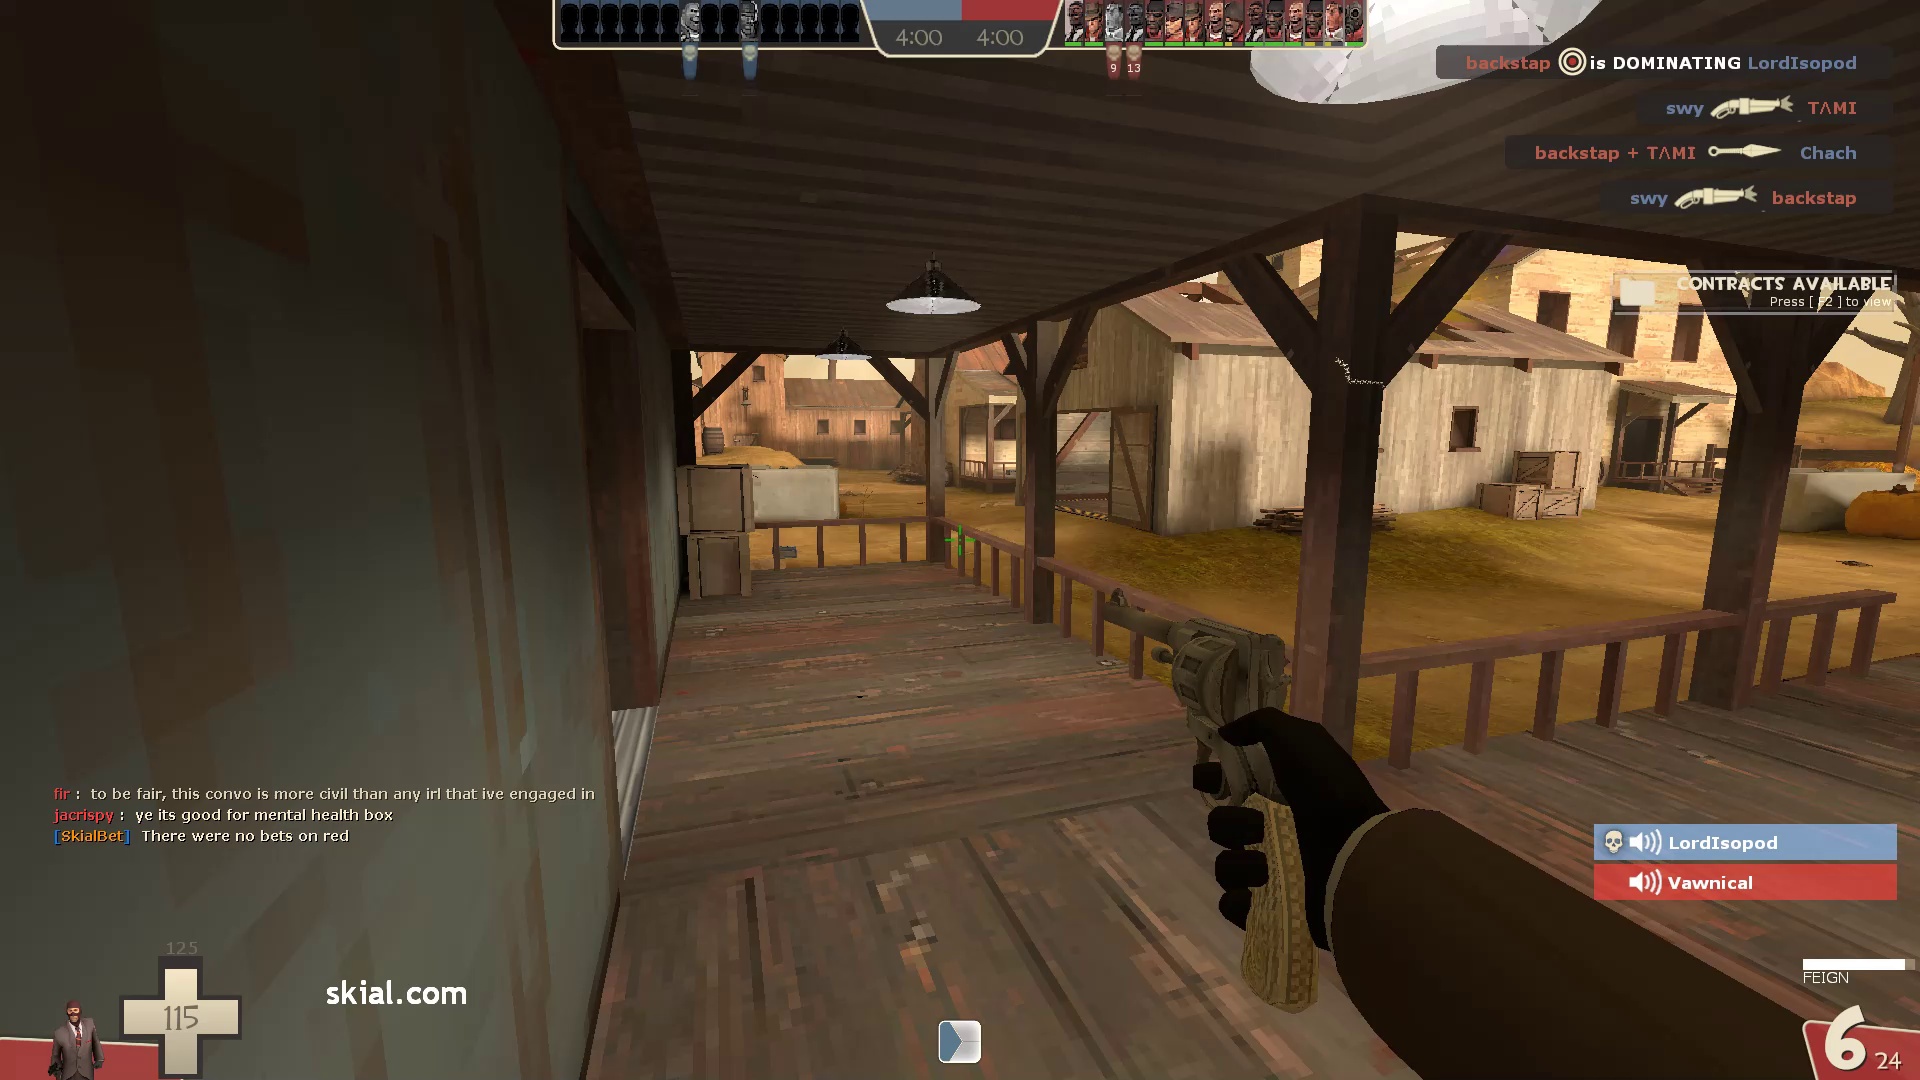 4:00 4:00
9 13
backstap is DOMINATING LordIsopod
swy TΛMI
backstap + TΛMI Chach
swy backstap
CONTRACTS AVAILABLE
Press [ F2 ] to view
fir : to be fair, this convo is more civil than any irl that ive engaged in
jacrispy : ye its good for mental health box
[SkialBet] There were no bets on red
LordIsopod
Vawnical
125
115
skial.com
FEIGN
6 24